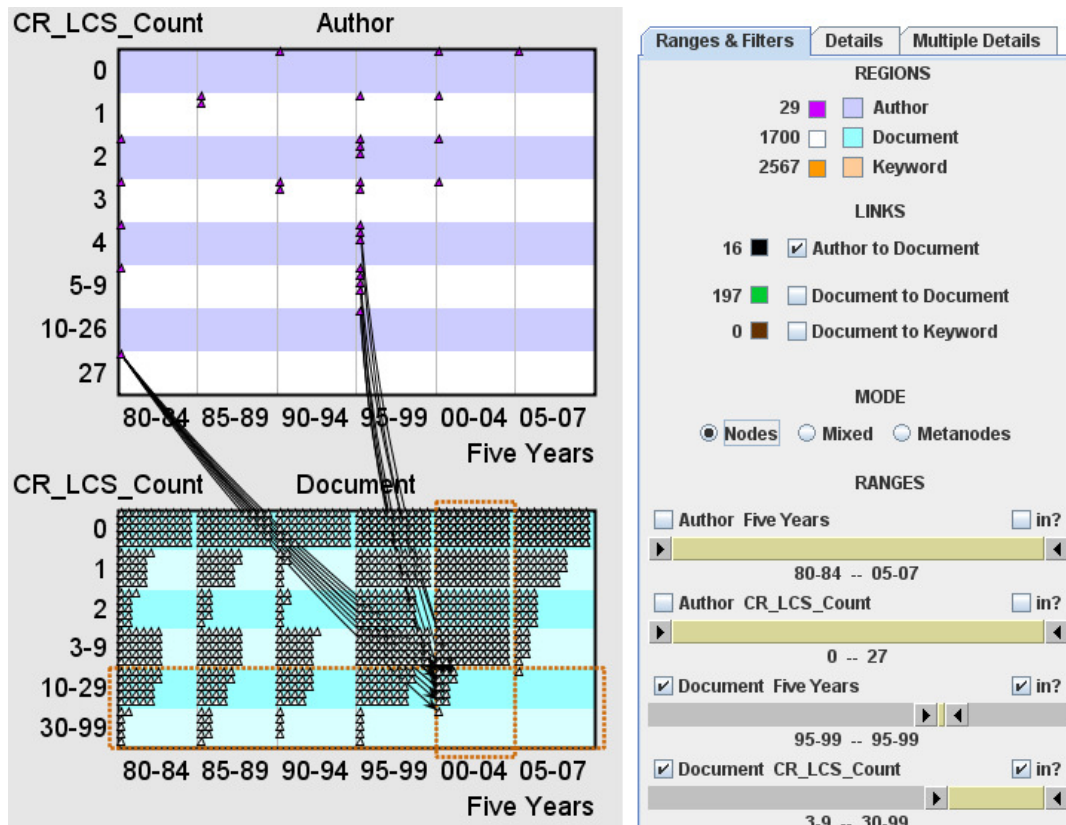 CR_LCS_Count Author
0
1
2
3
4
5-9
10-26
27
80-84 85-89 90-94 95-99 00-04 05-07
Five Years
CR_LCS_Count Document
0
1
2
3-9
10-29
30-99
80-84 85-89 90-94 95-99 00-04 05-07
Five Years
Ranges & Filters Details Multiple Details
REGIONS
29 Author
1700 Document
2567 Keyword
LINKS
16 Author to Document
197 Document to Document
0 Document to Keyword
MODE
Nodes Mixed Metanodes
RANGES
Author Five Years in?
80-84 -- 05-07
Author CR_LCS_Count in?
0 -- 27
Document Five Years in?
95-99 -- 95-99
Document CR_LCS_Count in?
3-9 -- 30-99